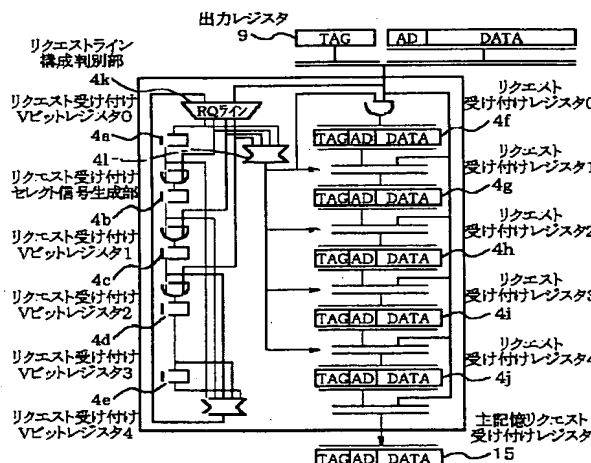 出力レジスタ
9
TAG
AD
DATA
リクエストライン
構成判別部
4k
リクエスト受け付け
Vビットレジスタ0
4a
4l
リクエスト受け付け
セレクト信号生成部
4b
リクエスト受け付け
Vビットレジスタ1
4c
リクエスト受け付け
Vビットレジスタ2
4d
リクエスト受け付け
Vビットレジスタ3
4e
リクエスト受け付け
Vビットレジスタ4
RQライン
リクエスト
受け付けレジスタ0
TAG AD DATA
4f
リクエスト
受け付けレジスタ1
TAG AD DATA
4g
リクエスト
受け付けレジスタ2
TAG AD DATA
4h
リクエスト
受け付けレジスタ3
TAG AD DATA
4i
リクエスト
受け付けレジスタ4
TAG AD DATA
4j
主記憶リクエスト
受け付けレジスタ
TAG AD DATA
15